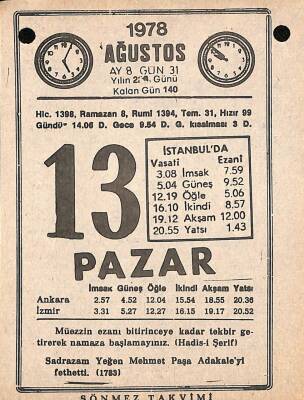 1978
AĞUSTOS
AY 8 GÜN 31
Yılın Günü
Kalan Gün 140
Hic. 1398, Ramazan 8, Rumi 1394, Tem. 31, Hızır 99
Gündüz 14.06 D. Gece 9.54 D. G. kısalması 3 D.
13
İSTANBUL'DA
Vasati Ezanî
3.08 İmsak 7.59
5.04 Güneş 9.52
12.19 Öğle 5.06
16.10 İkindi 8.57
19.12 Akşam 12.00
20.55 Yatsı 1.43
PAZAR
İmsak Güneş Öğle İkindi Akşam Yatsı
Ankara 2.57 4.52 12.04 15.54 18.55 20.36
İzmir 3.31 5.27 12.27 16.15 19.17 20.52
Müezzin ezanı bitirinceye kadar tekbir ge-
tirerek namaza başlamayınız. (Hadis-i Şerif)
Sadrazam Yeğen Mehmet Paşa Adakale'yi
fethetti. (1783)
SÖNMEZ TAKVİMİ